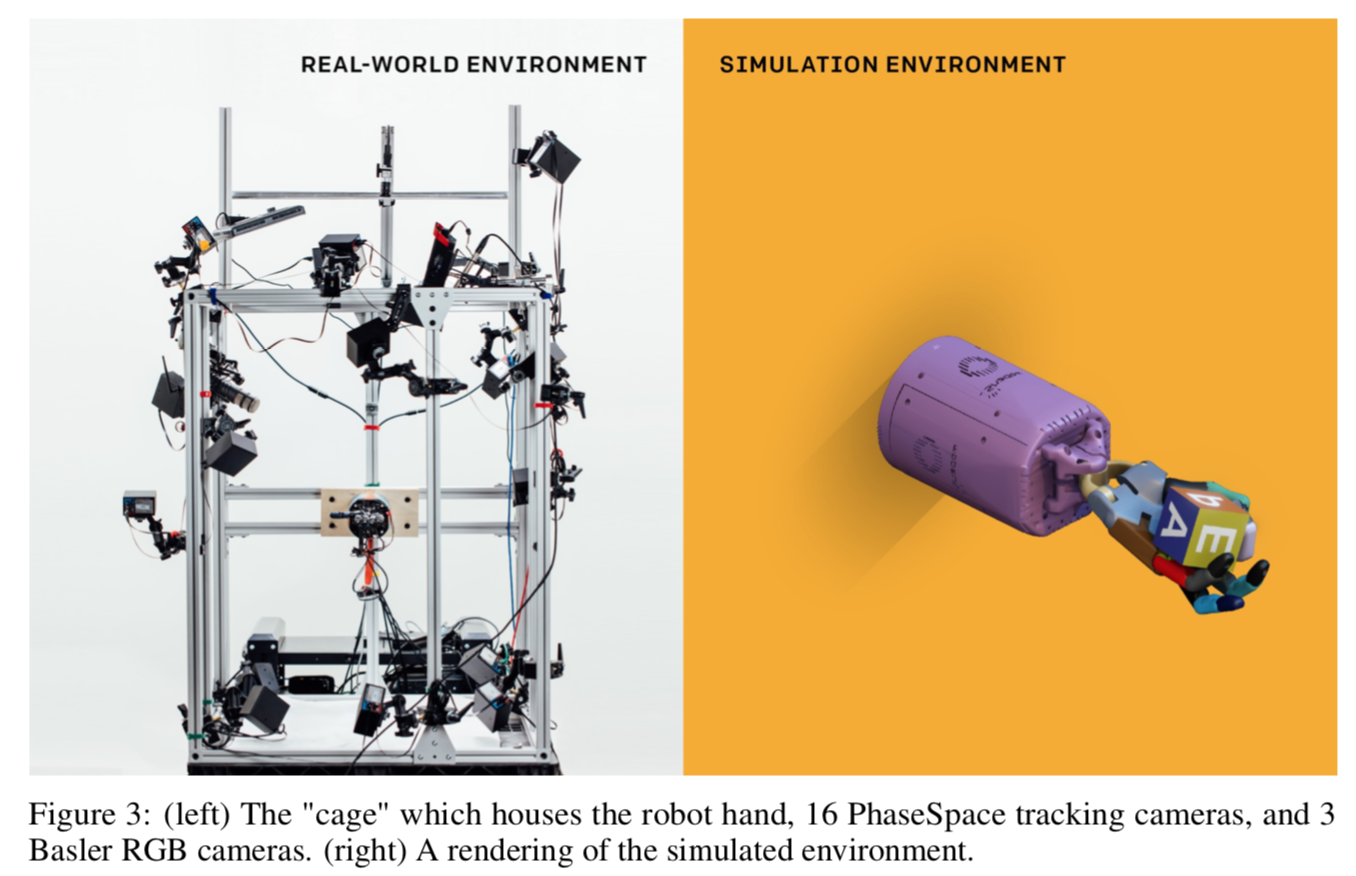 REAL-WORLD ENVIRONMENT
SIMULATION ENVIRONMENT
b
A
E
Figure 3: (left) The "cage" which houses the robot hand, 16 PhaseSpace tracking cameras, and 3
Basler RGB cameras. (right) A rendering of the simulated environment.